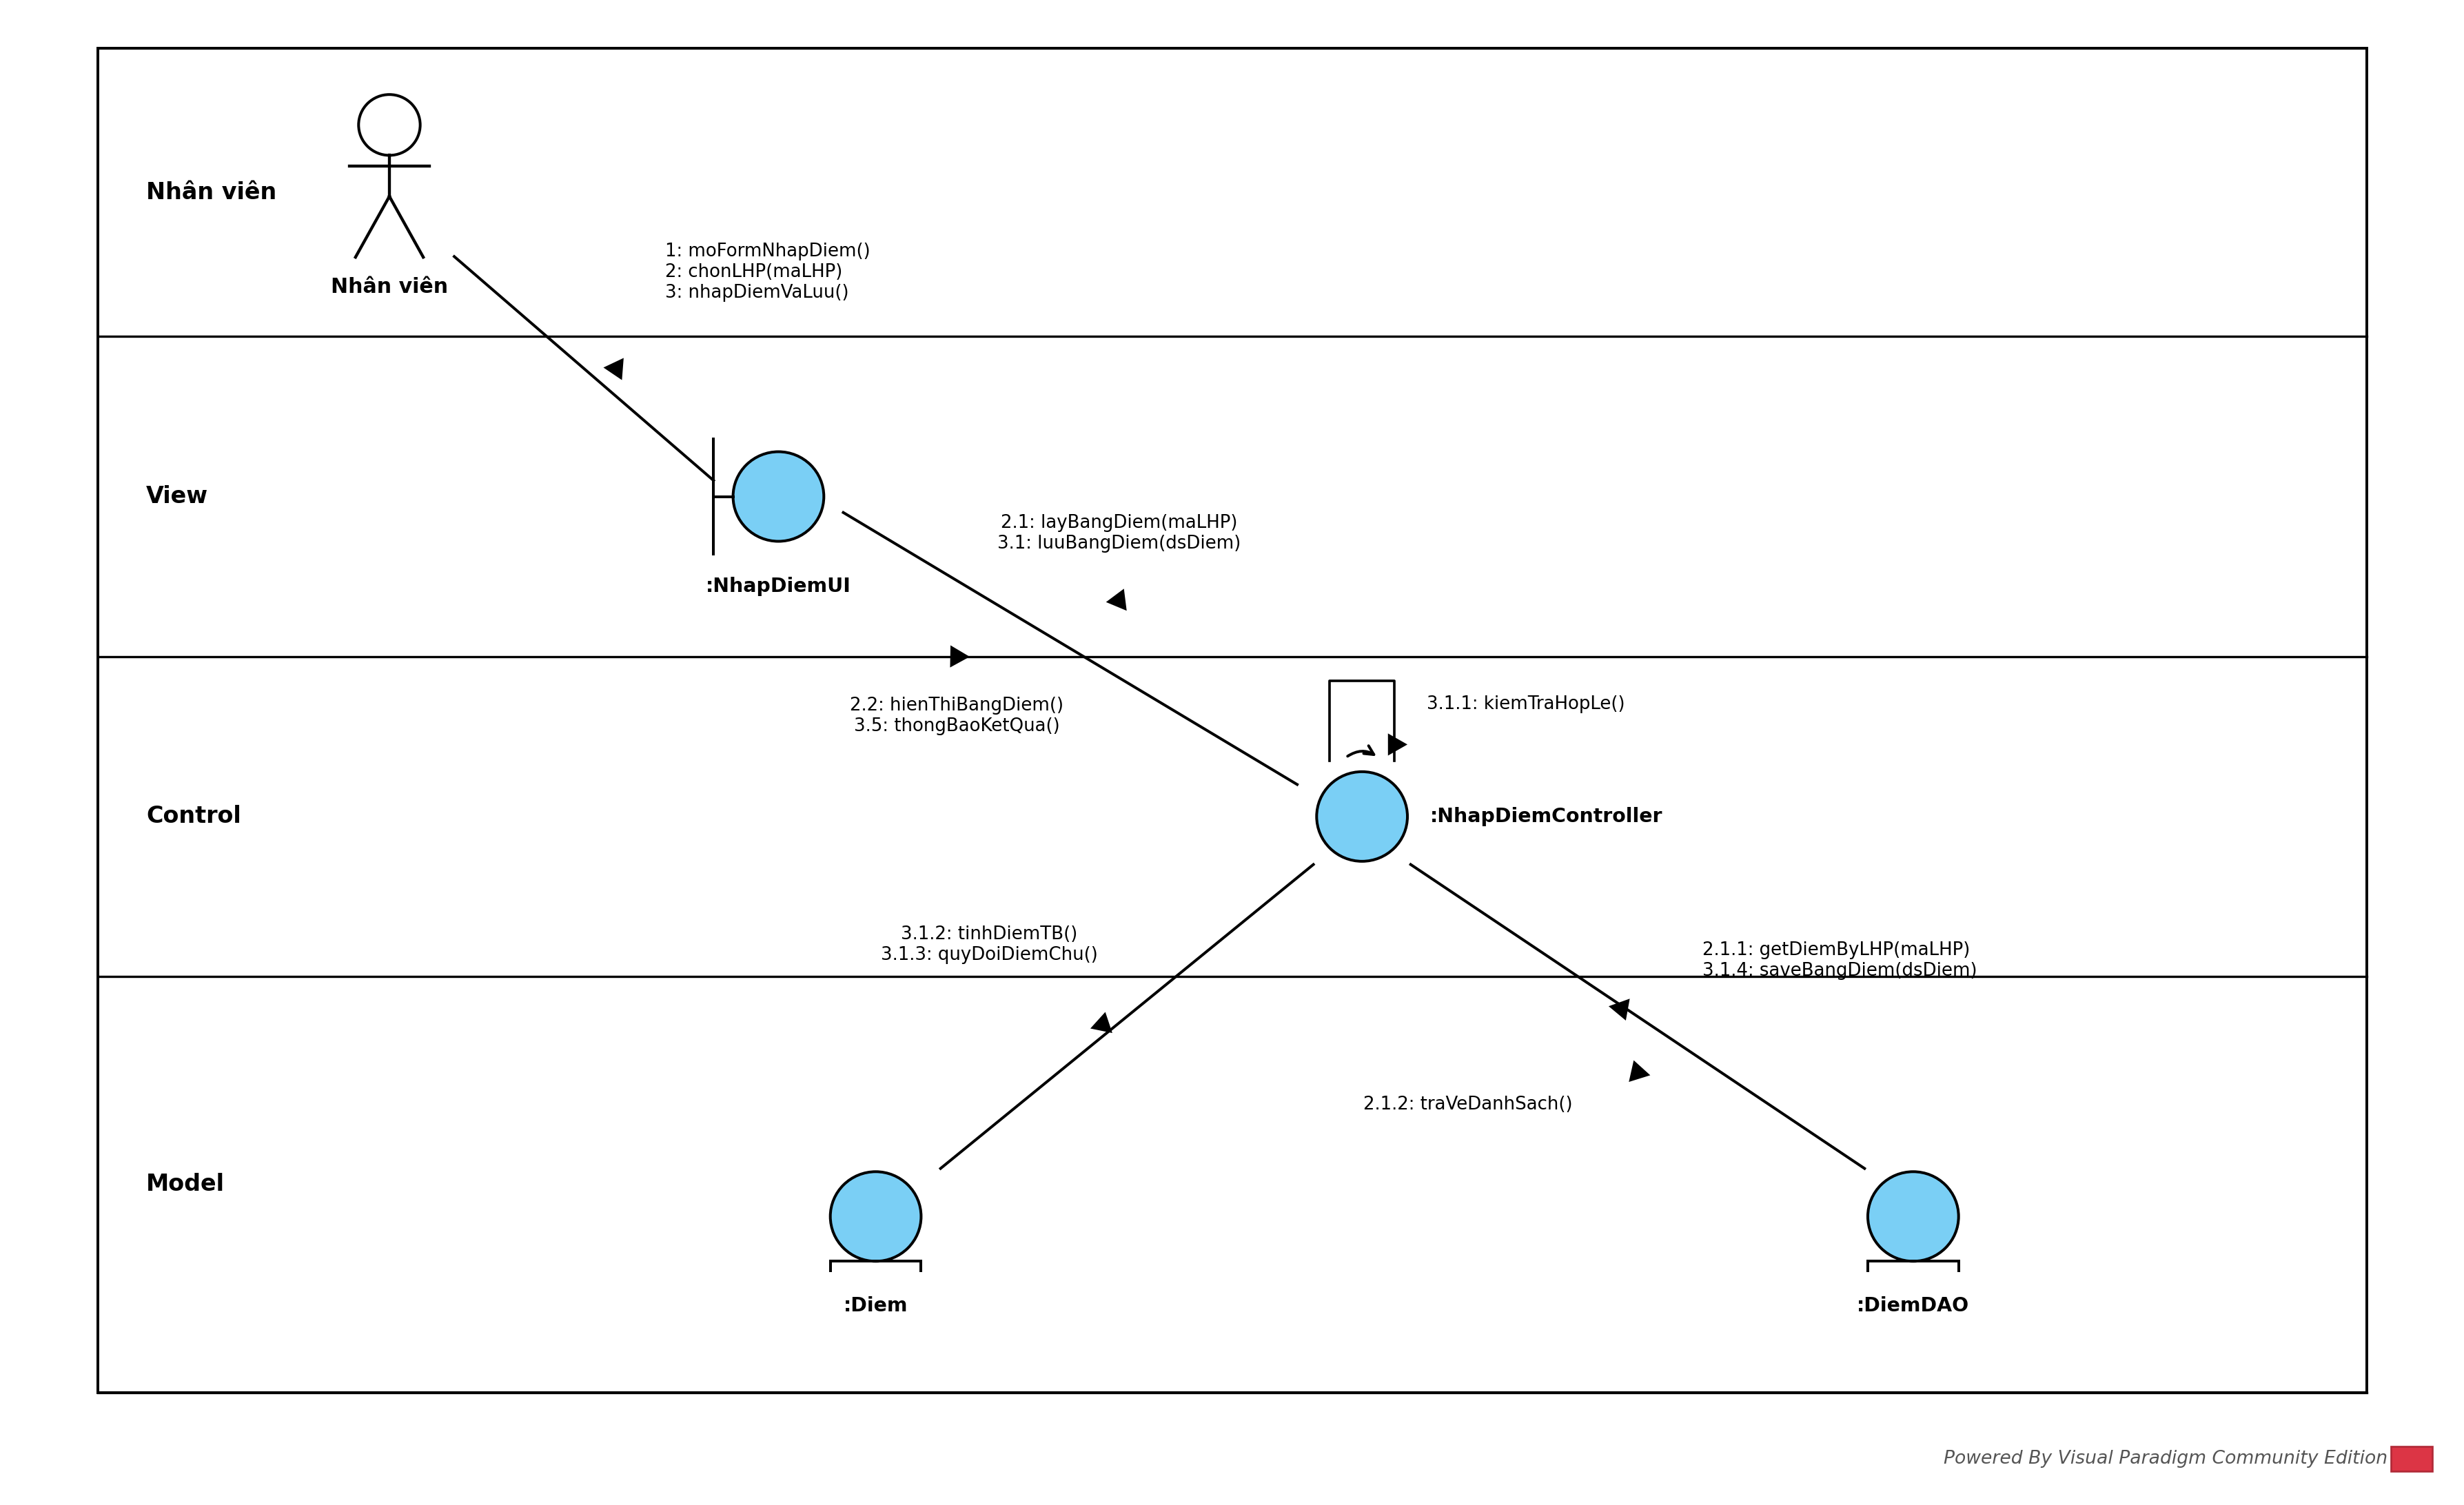 Nhân viên
Nhân viên
1: moFormNhapDiem()
2: chonLHP(maLHP)
3: nhapDiemVaLuu()
View
:NhapDiemUI
2.1: layBangDiem(maLHP)
3.1: luuBangDiem(dsDiem)
2.2: hienThiBangDiem()
3.5: thongBaoKetQua()
3.1.1: kiemTraHopLe()
Control
:NhapDiemController
3.1.2: tinhDiemTB()
3.1.3: quyDoiDiemChu()
2.1.1: getDiemByLHP(maLHP)
3.1.4: saveBangDiem(dsDiem)
2.1.2: traVeDanhSach()
Model
:Diem
:DiemDAO
Powered By Visual Paradigm Community Edition